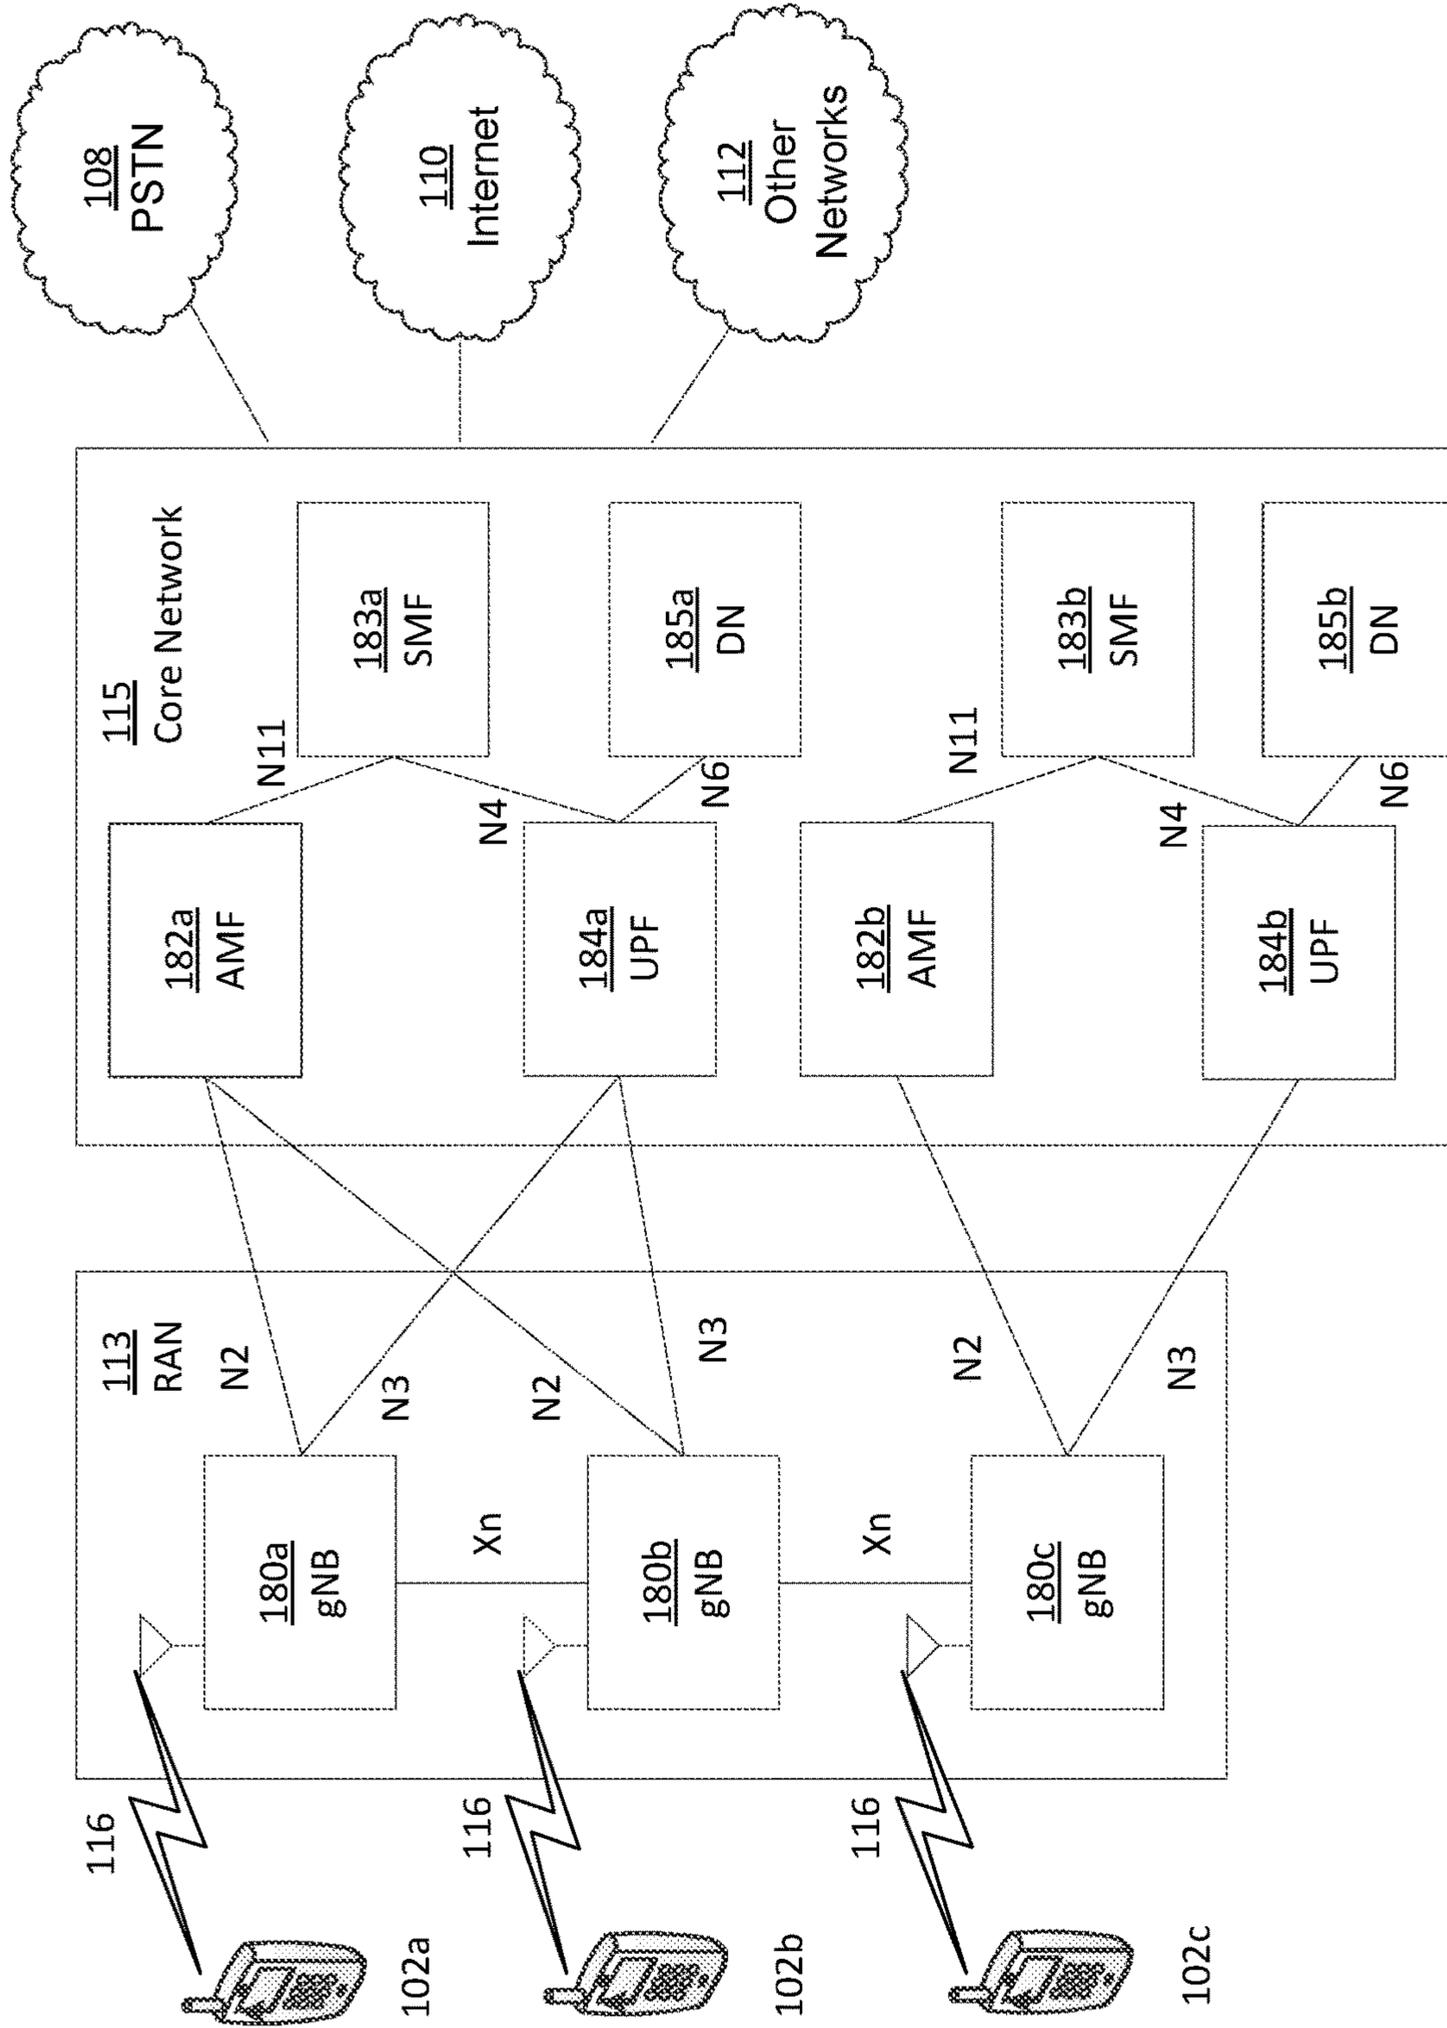 102a
116
102b
116
102c
116
113
RAN
180a
gNB
Xn
180b
gNB
Xn
180c
gNB
N2
N3
N2
N3
N2
N3
115
Core Network
182a
AMF
N11
183a
SMF
N4
184a
UPF
N6
185a
DN
182b
AMF
N11
183b
SMF
N4
184b
UPF
N6
185b
DN
108
PSTN
110
Internet
112
Other
Networks